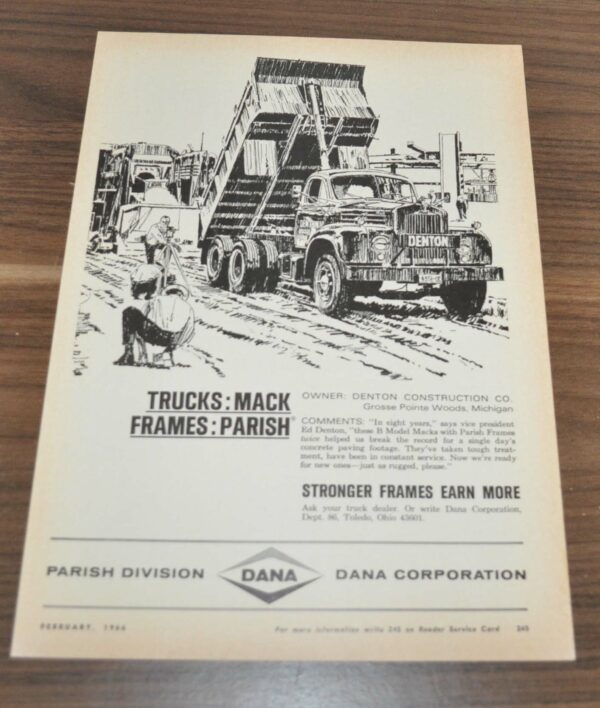 DENTON
TRUCKS: MACK
FRAMES: PARISH®
OWNER: DENTON CONSTRUCTION CO.
Grosse Pointe Woods, Michigan
COMMENTS: "In eight years," says vice president
Ed Denton, "these B Model Macks with Parish Frames
twice helped us break the record for a single day's
concrete paving footage. They've taken tough treat-
ment, have been in constant service. Now we're ready
for new ones—just as rugged, please."
STRONGER FRAMES EARN MORE
Ask your truck dealer. Or write Dana Corporation,
Dept. 86, Toledo, Ohio 43601.
PARISH DIVISION DANA DANA CORPORATION
FEBRUARY, 1966 For more information write 245 on Reader Service Card 245